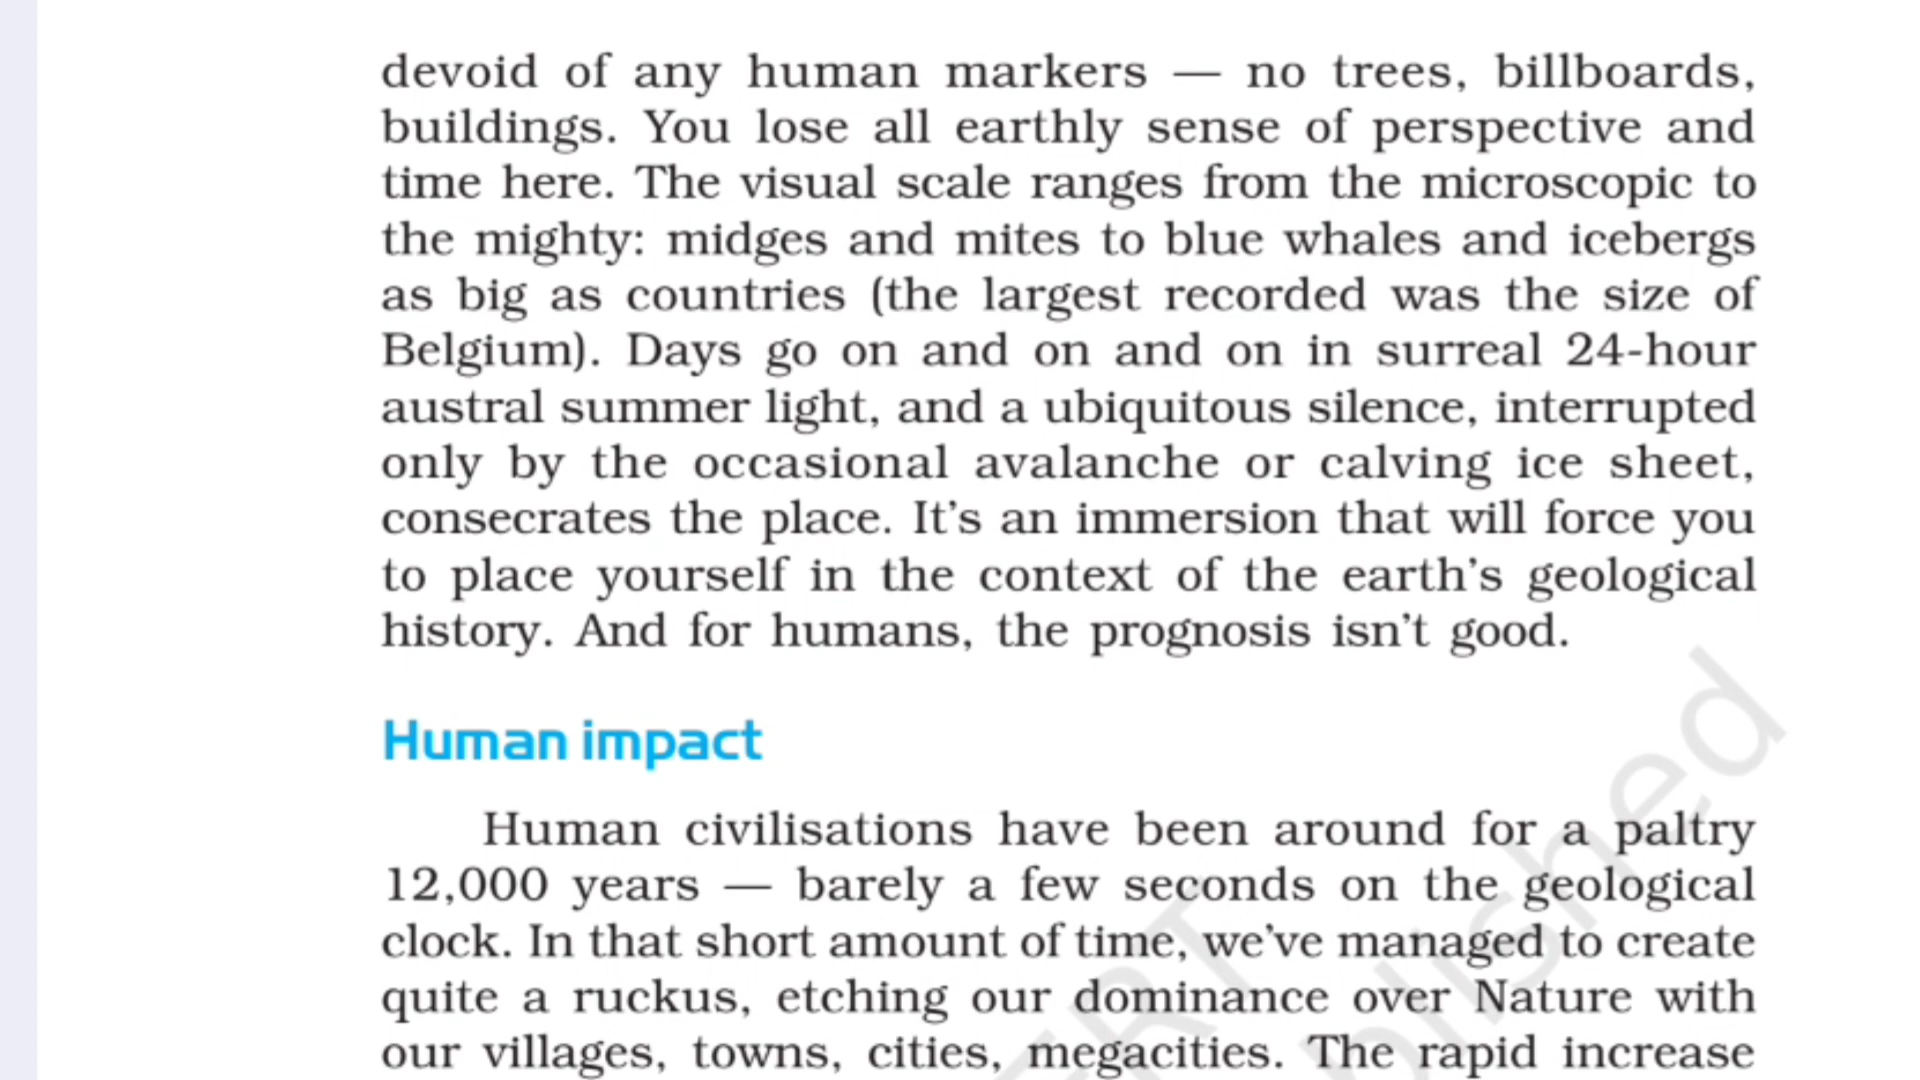 devoid of any human markers — no trees, billboards,
buildings. You lose all earthly sense of perspective and
time here. The visual scale ranges from the microscopic to
the mighty: midges and mites to blue whales and icebergs
as big as countries (the largest recorded was the size of
Belgium). Days go on and on and on in surreal 24-hour
austral summer light, and a ubiquitous silence, interrupted
only by the occasional avalanche or calving ice sheet,
consecrates the place. It’s an immersion that will force you
to place yourself in the context of the earth’s geological
history. And for humans, the prognosis isn’t good.
Human impact
Human civilisations have been around for a paltry
12,000 years — barely a few seconds on the geological
clock. In that short amount of time, we’ve managed to create
quite a ruckus, etching our dominance over Nature with
our villages, towns, cities, megacities. The rapid increase